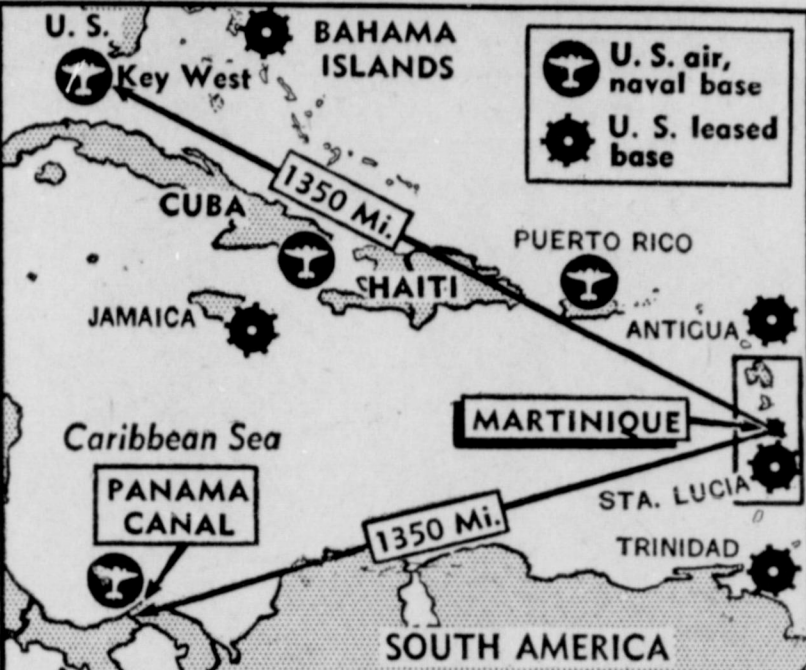 U. S.
BAHAMA
ISLANDS
Key West
U. S. air,
naval base
U. S. leased
base
1350 Mi.
CUBA
PUERTO RICO
HAITI
JAMAICA
ANTIGUA
MARTINIQUE
Caribbean Sea
STA. LUCIA
PANAMA
CANAL
1350 Mi.
TRINIDAD
SOUTH AMERICA